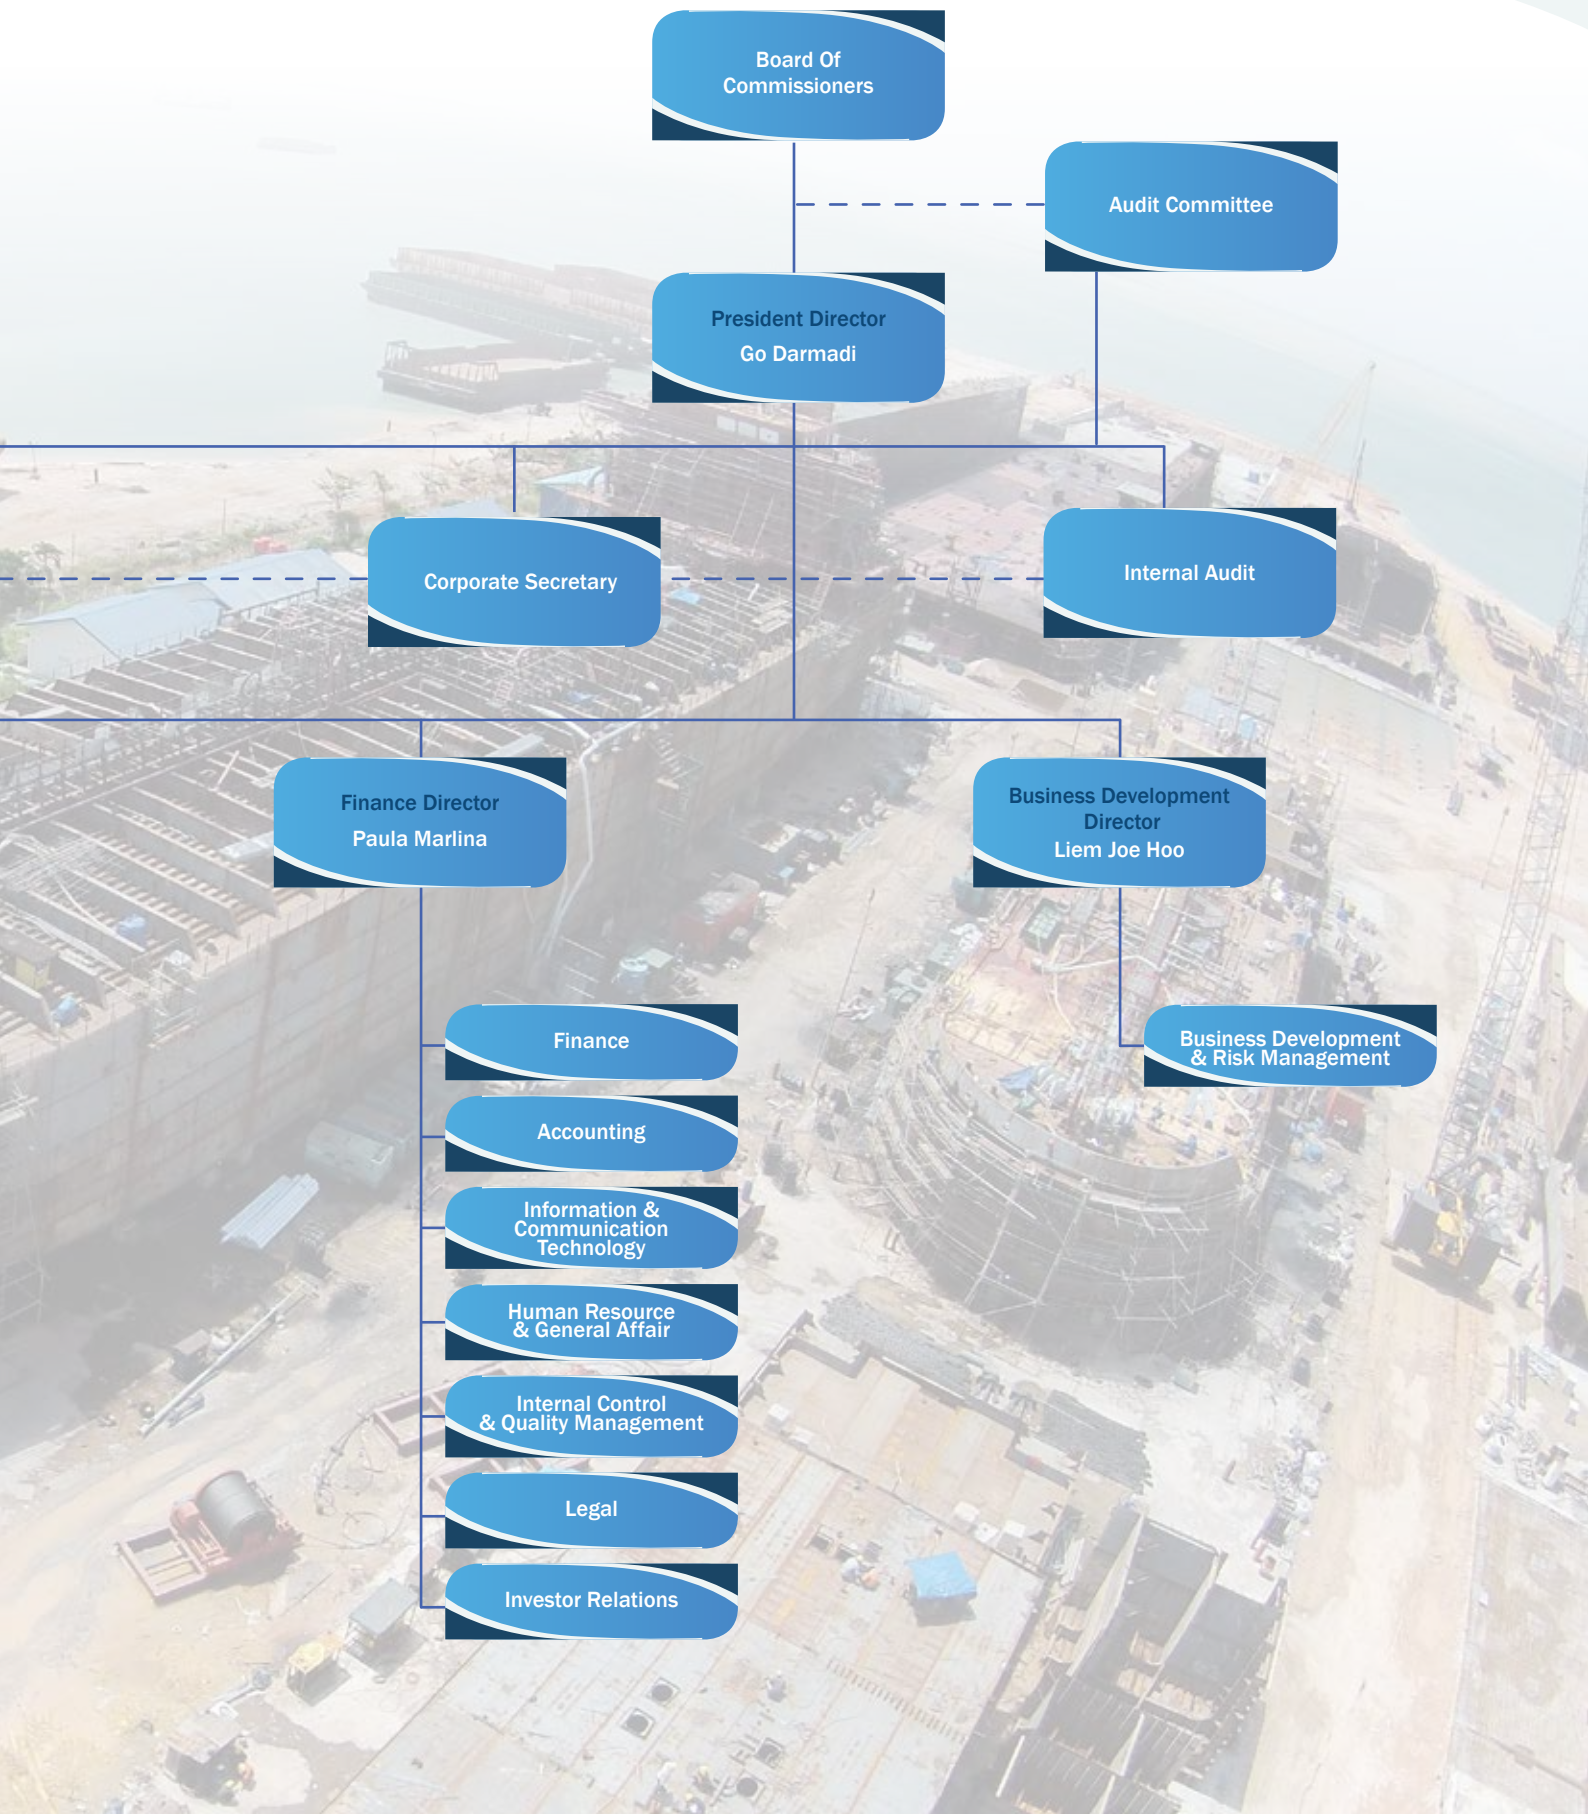 Board Of
Commissioners
Audit Committee
President Director
Go Darmadi
Corporate Secretary
Internal Audit
Finance Director
Paula Marlina
Business Development
Director
Liem Joe Hoo
Finance
Accounting
Information &
Communication
Technology
Human Resource
& General Affair
Internal Control
& Quality Management
Legal
Investor Relations
Business Development
& Risk Management